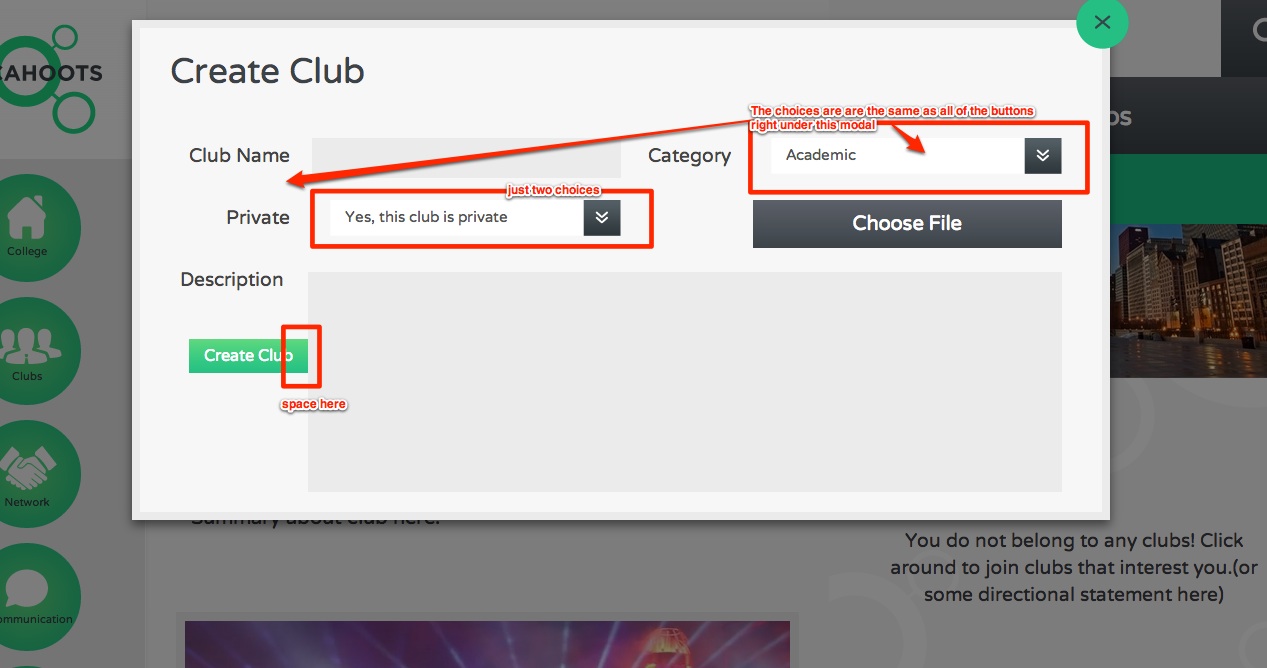 CAHOOTS
Create Club
The choices are are the same as all of the buttons
right under this modal
Club Name
Category
Academic
just two choices
Private
Yes, this club is private
Choose File
Description
Create Club
space here
College
Clubs
Network
ommunication
Summary about club here.
You do not belong to any clubs! Click
around to join clubs that interest you.(or
some directional statement here)